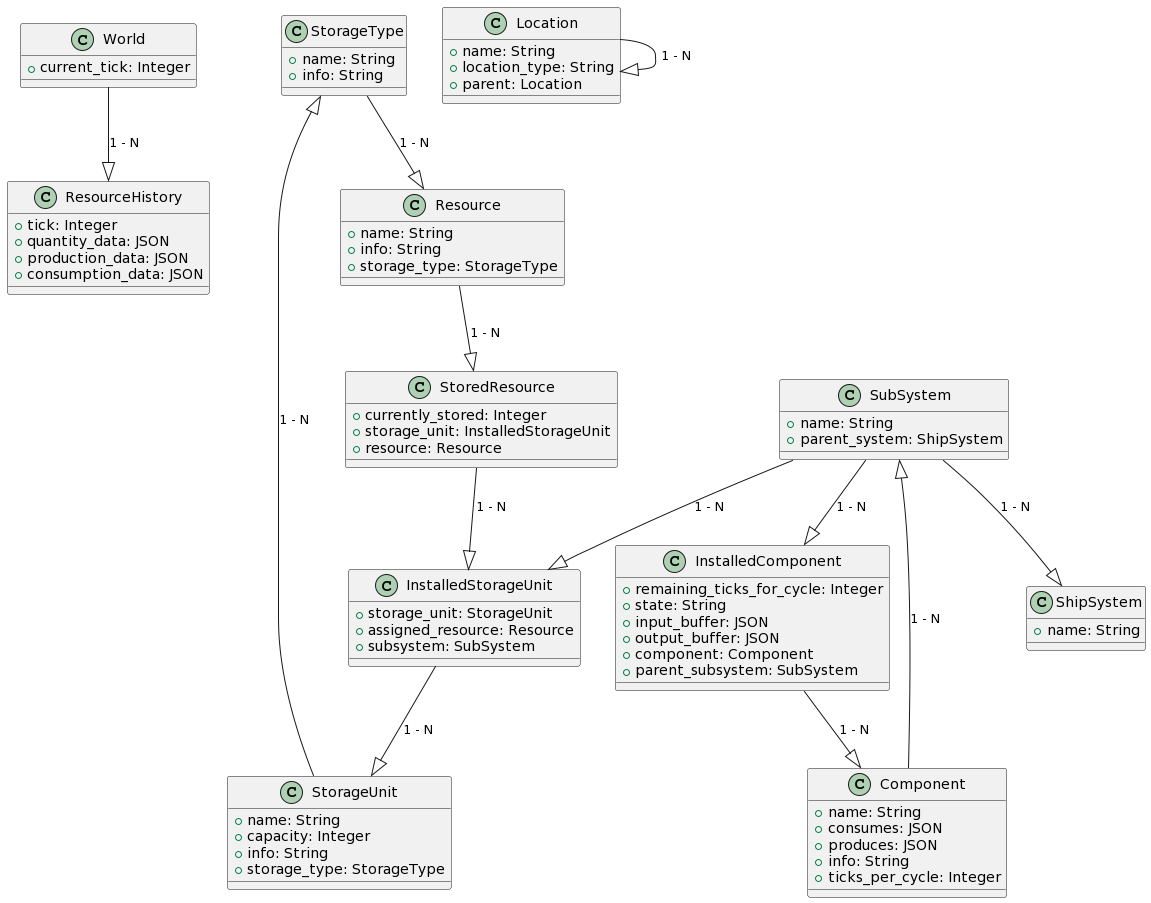 C World
current_tick: Integer
1 - N
C ResourceHistory
tick: Integer
quantity_data: JSON
production_data: JSON
consumption_data: JSON
C StorageType
name: String
info: String
1 - N
C Location
name: String
location_type: String
parent: Location
1 - N
C Resource
name: String
info: String
storage_type: StorageType
1 - N
C StoredResource
currently_stored: Integer
storage_unit: InstalledStorageUnit
resource: Resource
1 - N
C SubSystem
name: String
parent_system: ShipSystem
1 - N
1 - N
1 - N
1 - N
C InstalledStorageUnit
storage_unit: StorageUnit
assigned_resource: Resource
subsystem: SubSystem
1 - N
C InstalledComponent
remaining_ticks_for_cycle: Integer
state: String
input_buffer: JSON
output_buffer: JSON
component: Component
parent_subsystem: SubSystem
1 - N
C ShipSystem
name: String
1 - N
C StorageUnit
name: String
capacity: Integer
info: String
storage_type: StorageType
C Component
name: String
consumes: JSON
produces: JSON
info: String
ticks_per_cycle: Integer